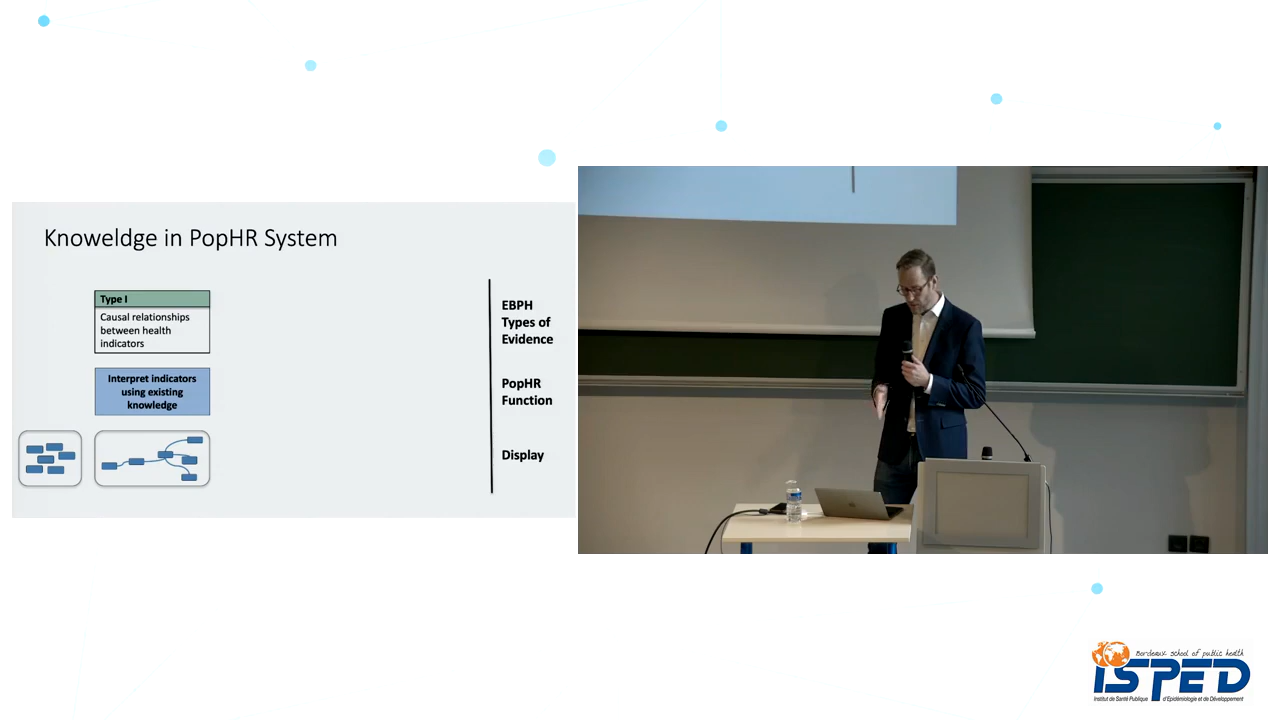 Knoweldge in PopHR System
Type I
Causal relationships
between health
indicators
Interpret indicators
using existing
knowledge
EBPH
Types of
Evidence
PopHR
Function
Display
Bordeaux school of public health
ISPED
Institut de Santé Publique d'Epidémiologie et de Développement